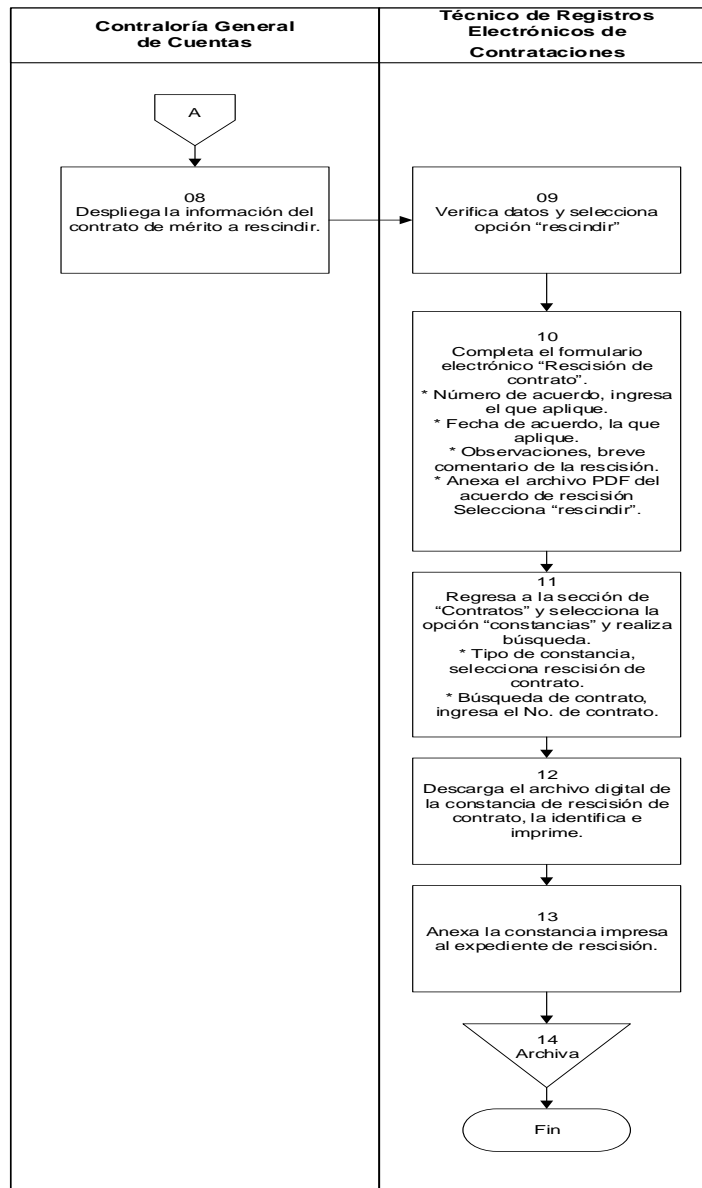 Contraloría General
de Cuentas
Técnico de Registros
Electrónicos de
Contrataciones
A
08
Despliega la información del
contrato de mérito a rescindir.
09
Verifica datos y selecciona
opción “rescindir”
10
Completa el formulario
electrónico “Rescisión de
contrato”.
* Número de acuerdo, ingresa
el que aplique.
* Fecha de acuerdo, la que
aplique.
* Observaciones, breve
comentario de la rescisión.
* Anexa el archivo PDF del
acuerdo de rescisión
Selecciona “rescindir”.
11
Regresa a la sección de
“Contratos” y selecciona la
opción “constancias” y realiza
búsqueda.
* Tipo de constancia,
selecciona rescisión de
contrato.
* Búsqueda de contrato,
ingresa el No. de contrato.
12
Descarga el archivo digital de
la constancia de rescisión de
contrato, la identifica e
imprime.
13
Anexa la constancia impresa
al expediente de rescisión.
14
Archiva
Fin